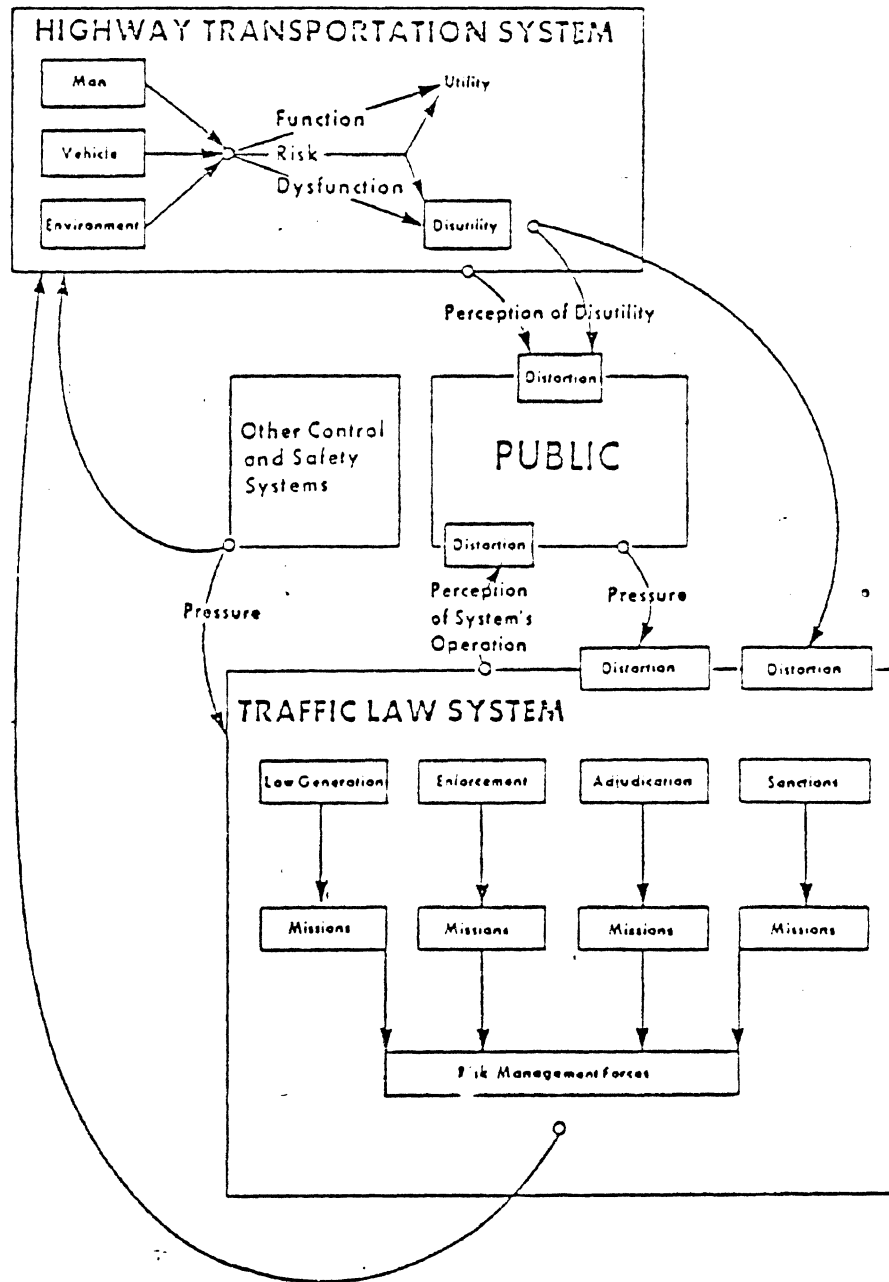 HIGHWAY TRANSPORTATION SYSTEM
Man
Utility
Function
Vehicle
Risk
Dysfunction
Environment
Disutility
Perception of Disutility
Distortion
Other Control
and Safety
Systems
PUBLIC
Distortion
Pressure
Perception
of System's
Operation
Pressure
Distortion
Distortion
TRAFFIC LAW SYSTEM
Law Generation
Enforcement
Adjudication
Sanctions
Missions
Missions
Missions
Missions
Risk Management Forces